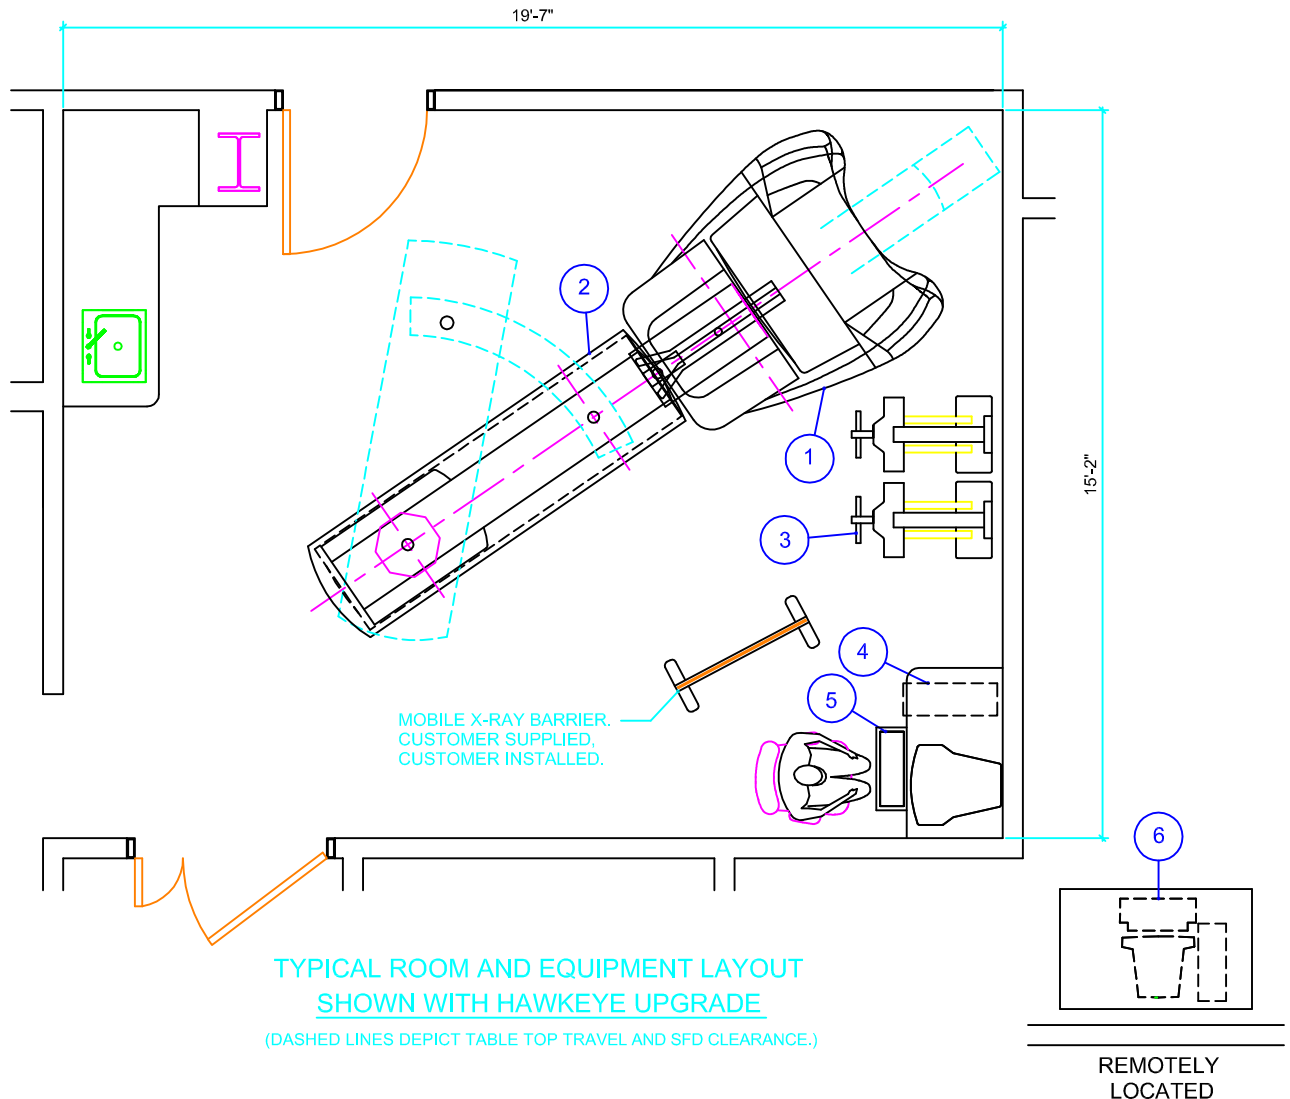 19'-7"
2
1
15'-2"
3
4
5
MOBILE X-RAY BARRIER.
CUSTOMER SUPPLIED,
CUSTOMER INSTALLED.
6
TYPICAL ROOM AND EQUIPMENT LAYOUT
SHOWN WITH HAWKEYE UPGRADE
(DASHED LINES DEPICT TABLE TOP TRAVEL AND SFD CLEARANCE.)
REMOTELY
LOCATED